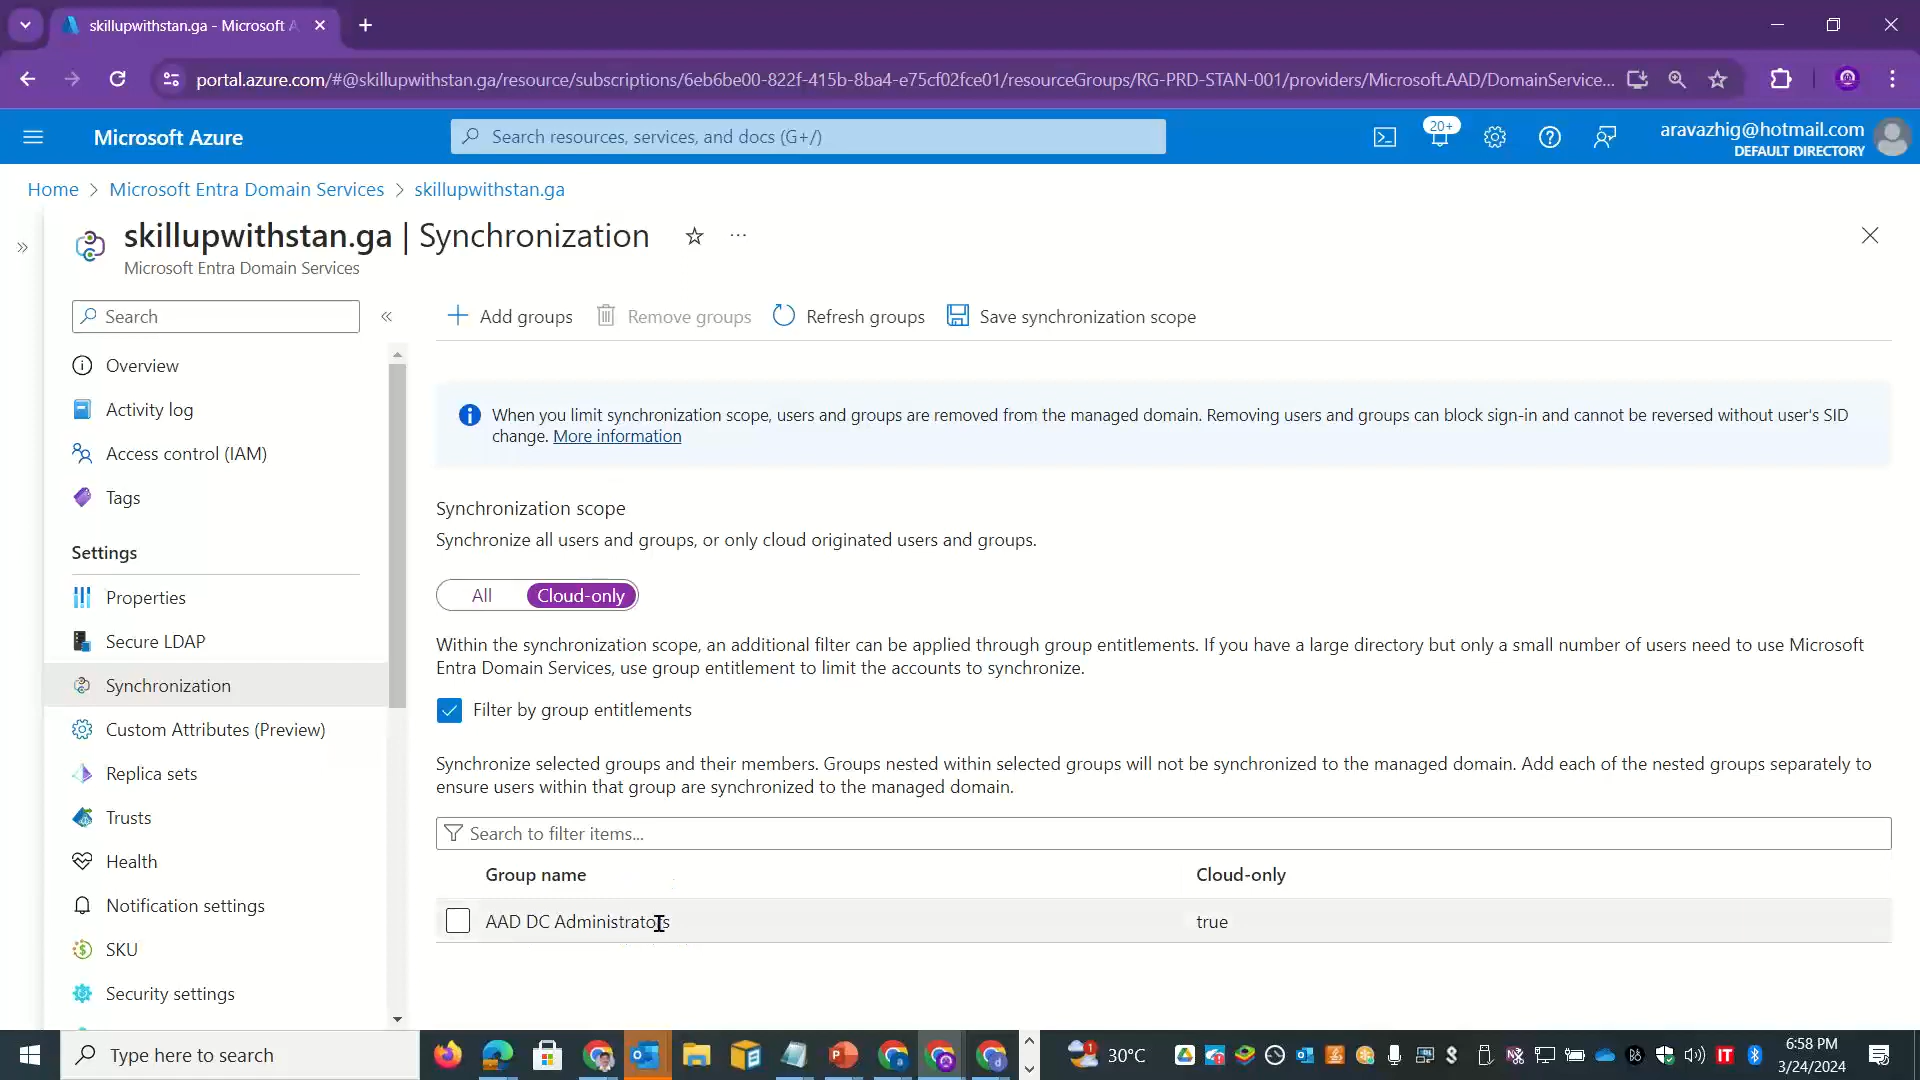 skillupwithstan.ga - Microsoft A
portal.azure.com/#@skillupwithstan.ga/resource/subscriptions/6eb6be00-822f-415b-8ba4-e75cf02fce01/resourceGroups/RG-PRD-STAN-001/providers/Microsoft.AAD/DomainService...
Microsoft Azure
Search resources, services, and docs (G+/)
20+
aravazhig@hotmail.com
DEFAULT DIRECTORY
Home > Microsoft Entra Domain Services > skillupwithstan.ga
skillupwithstan.ga | Synchronization
Microsoft Entra Domain Services
Search
Overview
Activity log
Access control (IAM)
Tags
Settings
Properties
Secure LDAP
Synchronization
Custom Attributes (Preview)
Replica sets
Trusts
Health
Notification settings
SKU
Security settings
Add groups
Remove groups
Refresh groups
Save synchronization scope
When you limit synchronization scope, users and groups are removed from the managed domain. Removing users and groups can block sign-in and cannot be reversed without user's SID
change. More information
Synchronization scope
Synchronize all users and groups, or only cloud originated users and groups.
All
Cloud-only
Within the synchronization scope, an additional filter can be applied through group entitlements. If you have a large directory but only a small number of users need to use Microsoft
Entra Domain Services, use group entitlement to limit the accounts to synchronize.
Filter by group entitlements
Synchronize selected groups and their members. Groups nested within selected groups will not be synchronized to the managed domain. Add each of the nested groups separately to
ensure users within that group are synchronized to the managed domain.
Search to filter items...
Group name
Cloud-only
AAD DC Administrators
true
Type here to search
30°C
IT
6:58 PM
3/24/2024